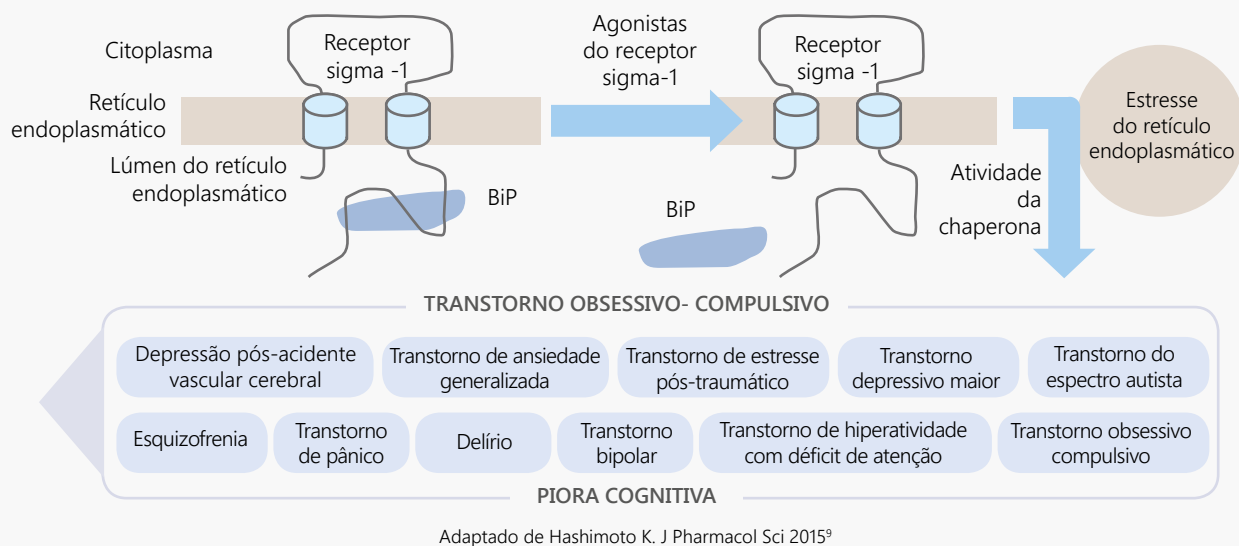 Citoplasma
Receptor
sigma -1
Agonistas
do receptor
sigma-1
Receptor
sigma -1
Retículo
endoplasmático
Estresse
do retículo
endoplasmático
Lúmen do retículo
endoplasmático
BiP
BiP
Atividade
da
chaperona
TRANSTORNO OBSESSIVO- COMPULSIVO
Depressão pós-acidente
vascular cerebral
Transtorno de ansiedade
generalizada
Transtorno de estresse
pós-traumático
Transtorno
depressivo maior
Transtorno do
espectro autista
Esquizofrenia
Transtorno
de pânico
Delírio
Transtorno
bipolar
Transtorno de hiperatividade
com déficit de atenção
Transtorno obsessivo
compulsivo
PIORA COGNITIVA
Adaptado de Hashimoto K. J Pharmacol Sci 2015⁹